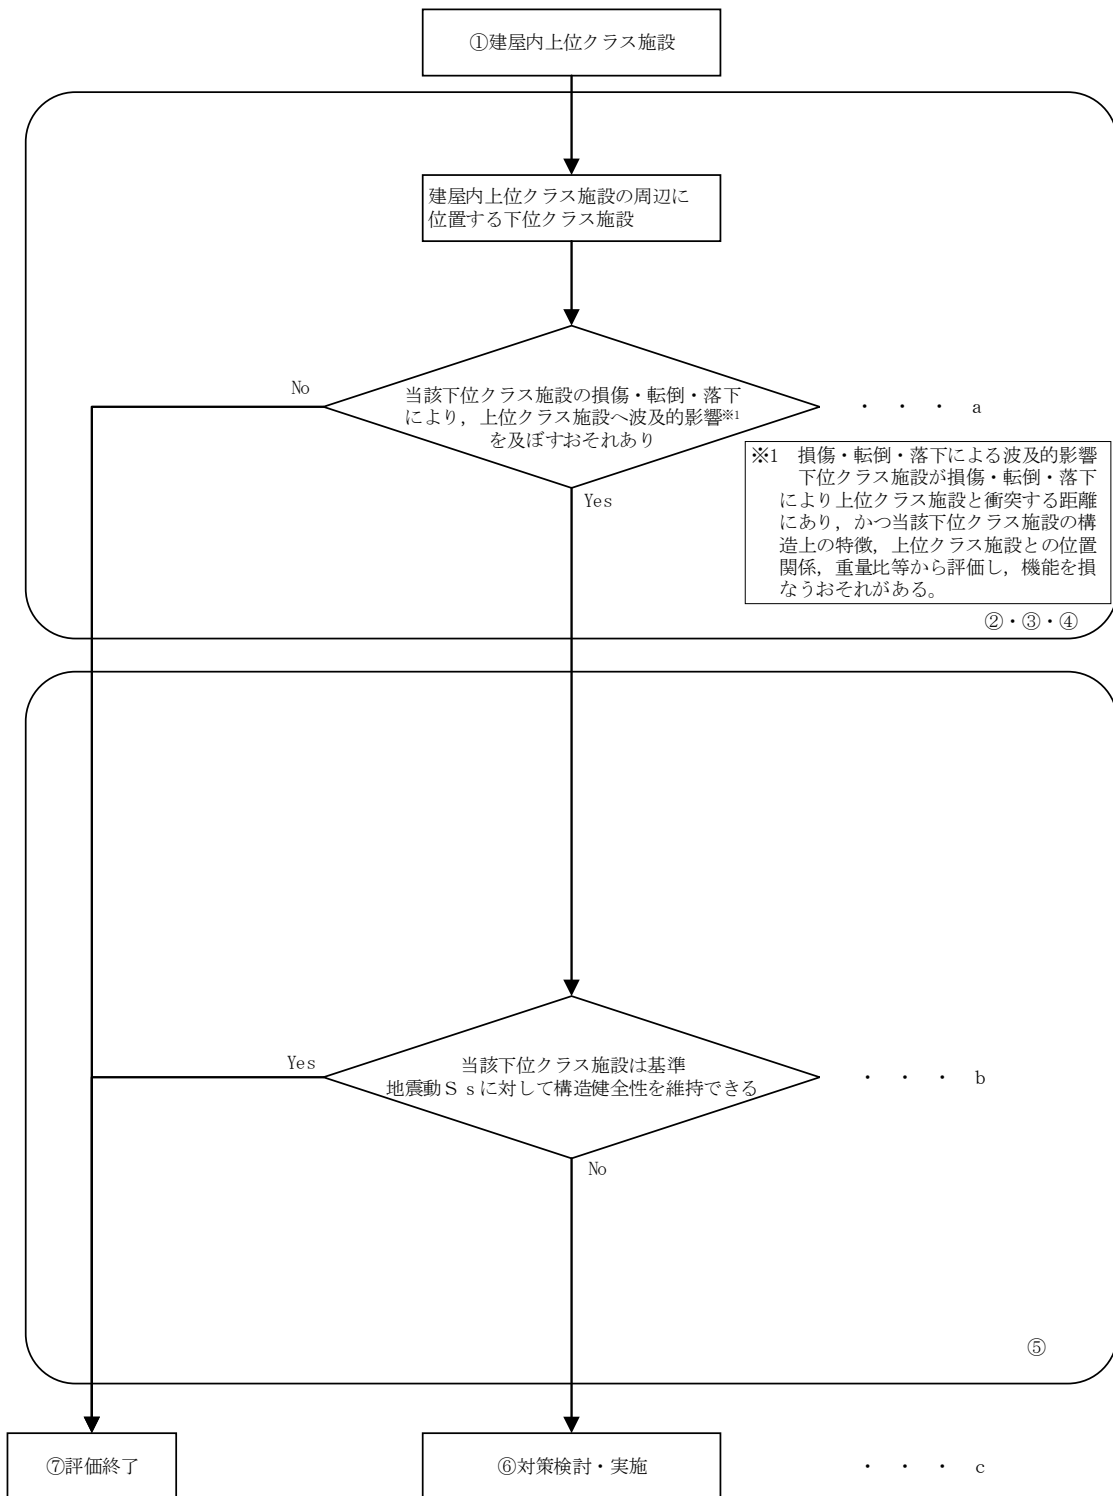 ①建屋内上位クラス施設
建屋内上位クラス施設の周辺に
位置する下位クラス施設
No
当該下位クラス施設の損傷・転倒・落下
により，上位クラス施設へ波及的影響※1
を及ぼすおそれあり
・　・　・　a
Yes
※1　損傷・転倒・落下による波及的影響
下位クラス施設が損傷・転倒・落下
により上位クラス施設と衝突する距離
にあり，かつ当該下位クラス施設の構
造上の特徴，上位クラス施設との位置
関係，重量比等から評価し，機能を損
なうおそれがある。
②・③・④
Yes
当該下位クラス施設は基準
地震動Ｓｓに対して構造健全性を維持できる
・　・　・　b
No
⑤
⑦評価終了
⑥対策検討・実施
・　・　・　c